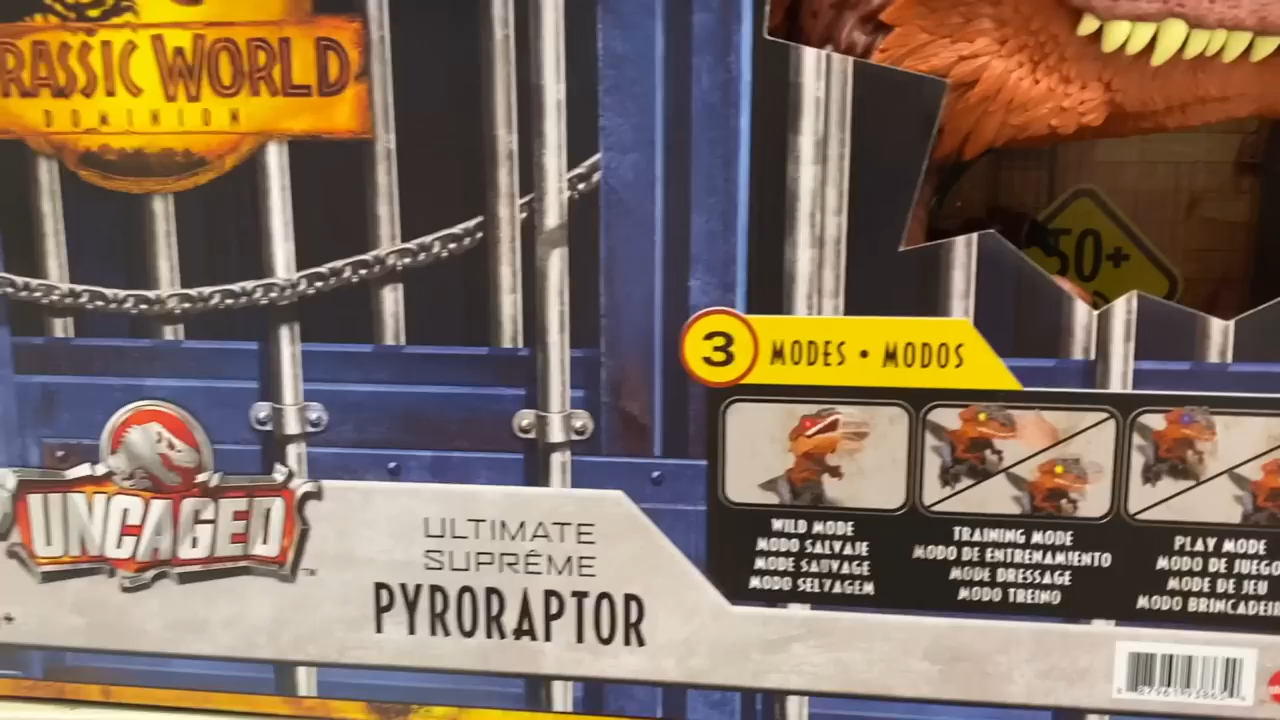 RASSIC WORLD
DOMINION
50+
3 MODES • MODOS
WILD MODE
MODO SALVAJE
MODE SAUVAGE
MODO SELVAGEM
TRAINING MODE
MODO DE ENTRENAMIENTO
MODE DRESSAGE
MODO TREINO
PLAY MODE
MODO DE JUEGO
MODE DE JEU
MODO BRINCADEI
UNCAGED™
ULTIMATE
SUPRÊME
PYRORAPTOR